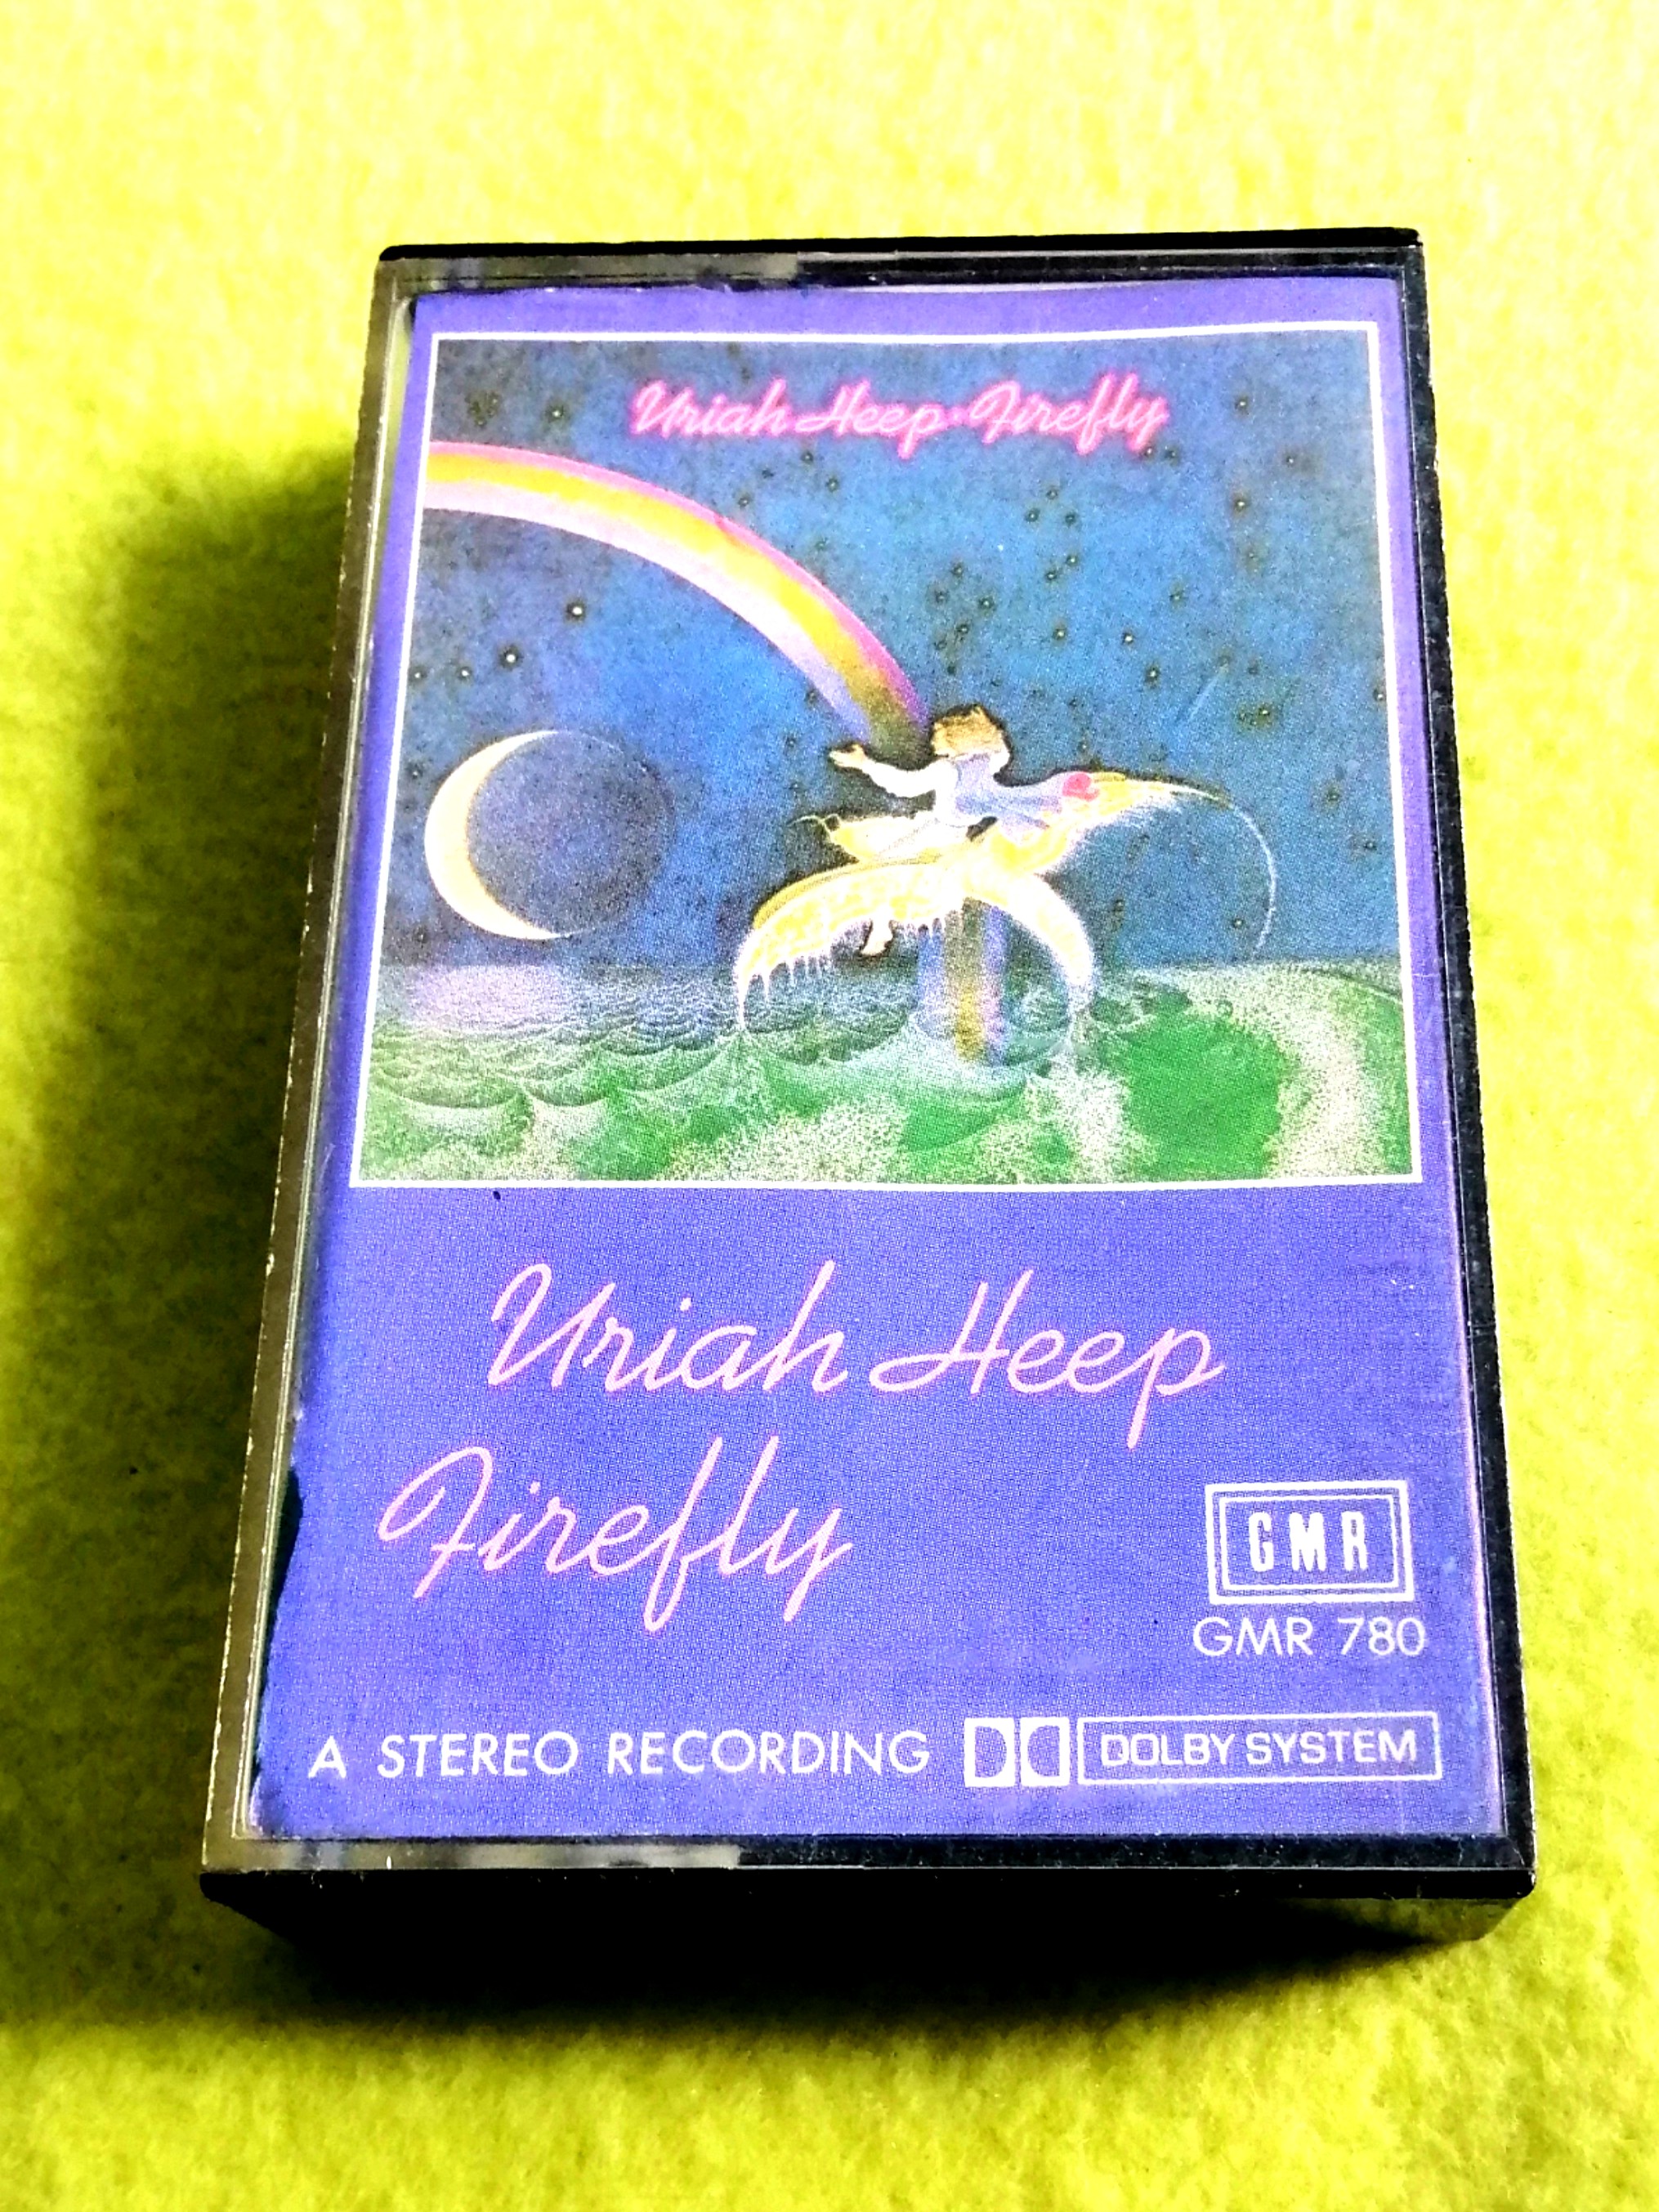 Uriah Heep·Firefly
Uriah Heep
Firefly
GMR
GMR 780
A STEREO RECORDING DOLBY SYSTEM